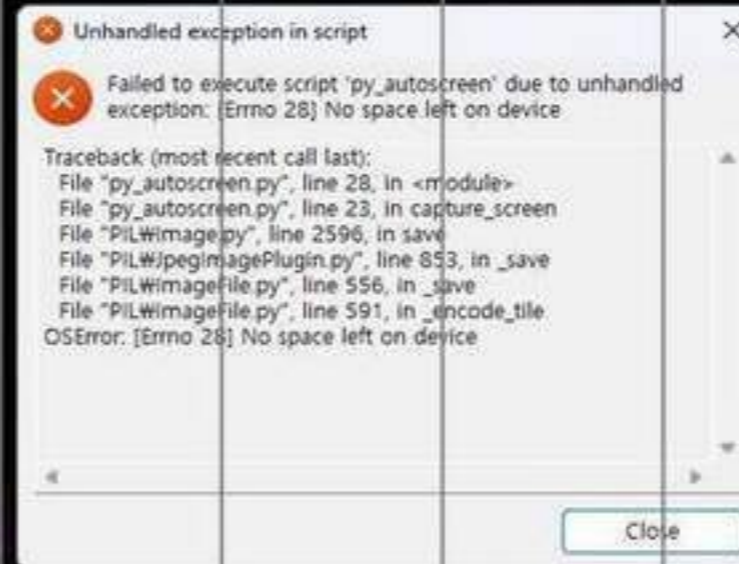 Unhandled exception in script
Failed to execute script 'py_autoscreen' due to unhandled
exception: [Errno 28] No space left on device
Traceback (most recent call last):
File "py_autoscreen.py", line 28, in <module>
File "py_autoscreen.py", line 23, in capture_screen
File "PIL₩Image.py", line 2596, in save
File "PIL₩JpegImagePlugin.py", line 853, in _save
File "PIL₩ImageFile.py", line 556, in _save
File "PIL₩ImageFile.py", line 591, in _encode_tile
OSError: [Errno 28] No space left on device
Close